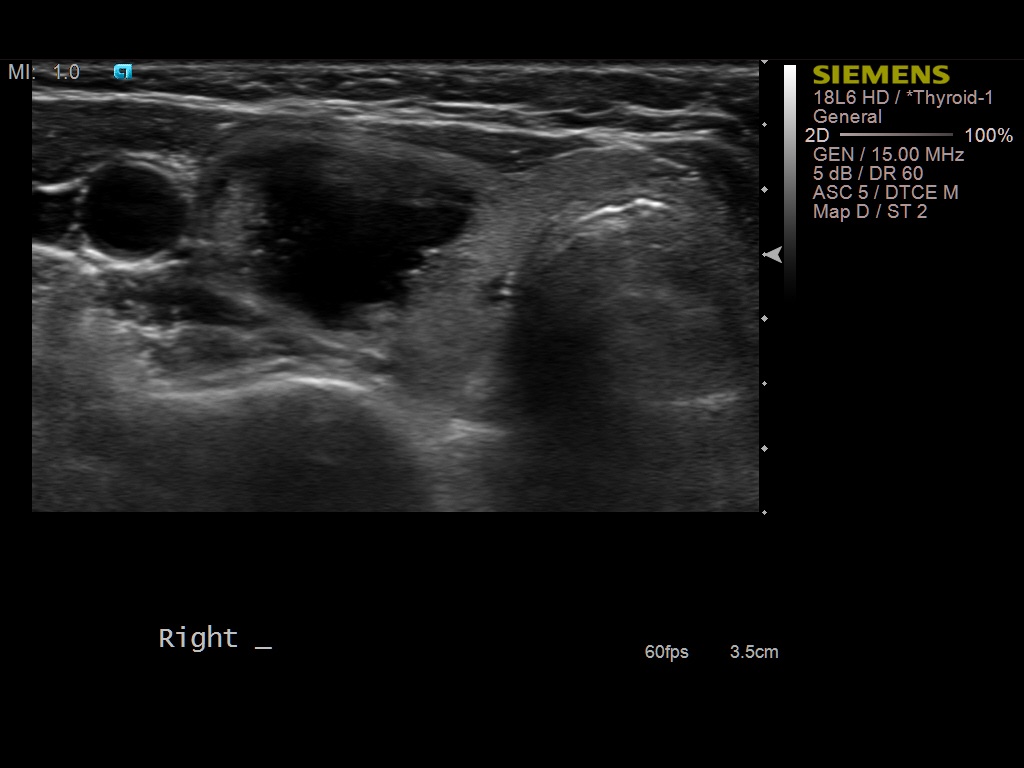 MI: 1.0
SIEMENS
18L6 HD / *Thyroid-1
General
2D 100%
GEN / 15.00 MHz
5 dB / DR 60
ASC 5 / DTCE M
Map D / ST 2
Right _
60fps 3.5cm